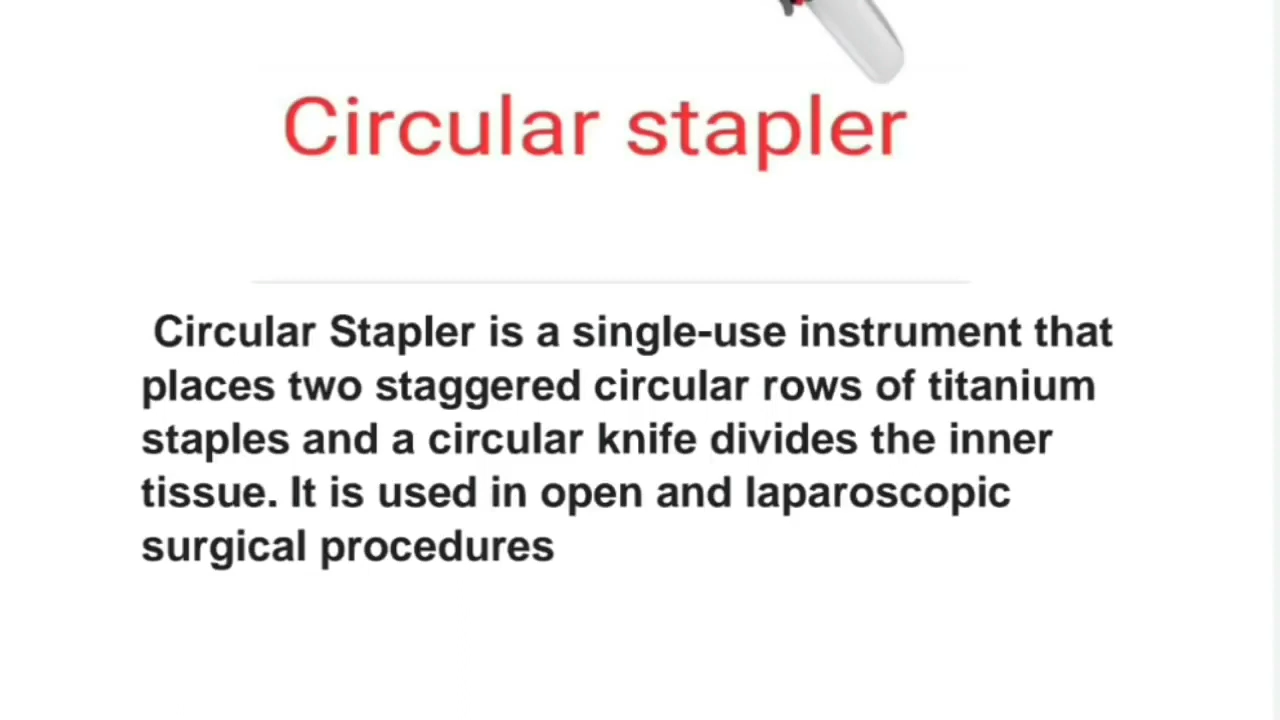 Circular stapler
Circular Stapler is a single-use instrument that
places two staggered circular rows of titanium
staples and a circular knife divides the inner
tissue. It is used in open and laparoscopic
surgical procedures